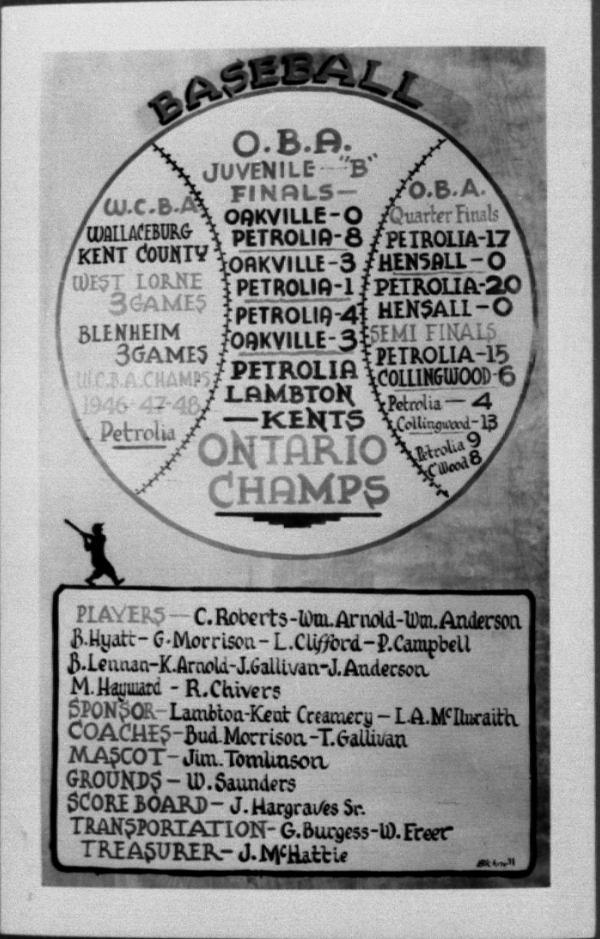 BASEBALL
W.C.B.A.
WALLACEBURG
KENT COUNTY
WEST LORNE
3 GAMES
BLENHEIM
3 GAMES
W.C.B.A. CHAMPS
1946-47-48
Petrolia
O.B.A.
JUVENILE "B"
FINALS—
OAKVILLE-0
PETROLIA-8
OAKVILLE-3
PETROLIA-1
PETROLIA-4
OAKVILLE-3
PETROLIA
LAMBTON
—KENTS
ONTARIO
CHAMPS
O.B.A.
Quarter Finals
PETROLIA-17
HENSALL-0
PETROLIA-20
HENSALL-0
SEMI FINALS
PETROLIA-15
COLLINGWOOD-6
Petrolia — 4
Collingwood-13
Petrolia 9
C'Wood 8
PLAYERS — C. Roberts-Wm. Arnold-Wm. Anderson
B. Hyatt - G. Morrison - L. Clifford - P. Campbell
B. Lennan-K. Arnold-J. Gallivan-J. Anderson
M. Hayward - R. Chivers
SPONSOR- Lambton-Kent Creamery - L.A. McIlwraith
COACHES-Bud Morrison-T. Gallivan
MASCOT-Jim. Tomlinson
GROUNDS - W. Saunders
SCORE BOARD- J. Hargraves Sr.
TRANSPORTATION- G. Burgess-W. Freer
TREASURER- J. McHattie